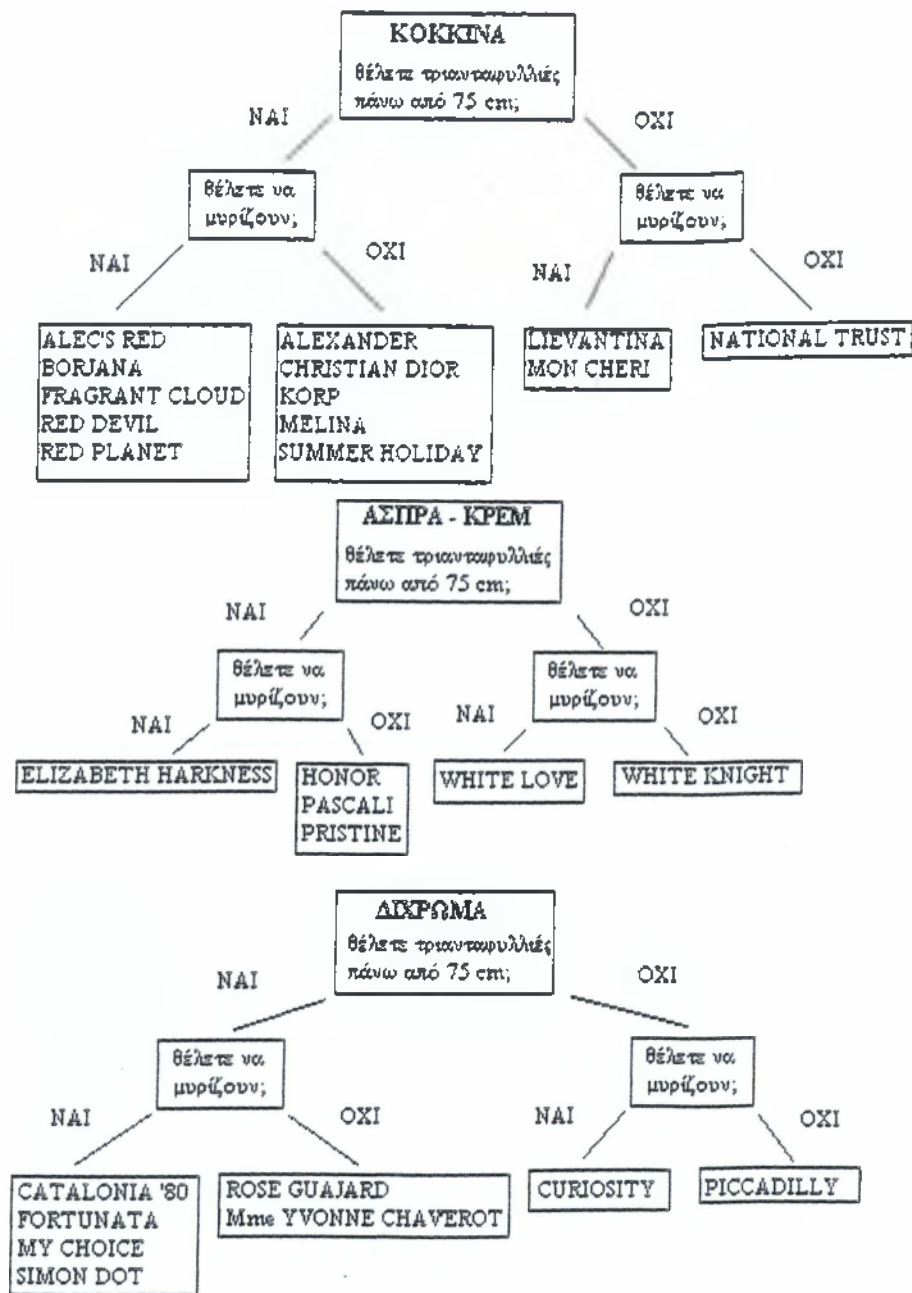 ΚΟΚΚΙΝΑ
θέλετε τριανταφυλλιές
πάνω από 75 cm;
ΝΑΙ
ΟΧΙ
θέλετε να
μυρίζουν;
θέλετε να
μυρίζουν;
ΝΑΙ
ΟΧΙ
ΝΑΙ
ΟΧΙ
ALEC'S RED
BORJANA
FRAGRANT CLOUD
RED DEVIL
RED PLANET
ALEXANDER
CHRISTIAN DIOR
KORP
MELINA
SUMMER HOLIDAY
LIEVANTINA
MON CHERI
NATIONAL TRUST
ΑΣΠΡΑ - ΚΡΕΜ
θέλετε τριανταφυλλιές
πάνω από 75 cm;
ΝΑΙ
ΟΧΙ
θέλετε να
μυρίζουν;
θέλετε να
μυρίζουν;
ΝΑΙ
ΟΧΙ
ΝΑΙ
ΟΧΙ
ELIZABETH HARKNESS
HONOR
PASCALI
PRISTINE
WHITE LOVE
WHITE KNIGHT
ΔΙΧΡΩΜΑ
θέλετε τριανταφυλλιές
πάνω από 75 cm;
ΝΑΙ
ΟΧΙ
θέλετε να
μυρίζουν;
θέλετε να
μυρίζουν;
ΝΑΙ
ΟΧΙ
ΝΑΙ
ΟΧΙ
CATALONIA '80
FORTUNATA
MY CHOICE
SIMON DOT
ROSE GUAJARD
Mme YVONNE CHAVEROT
CURIOSITY
PICCADILLY